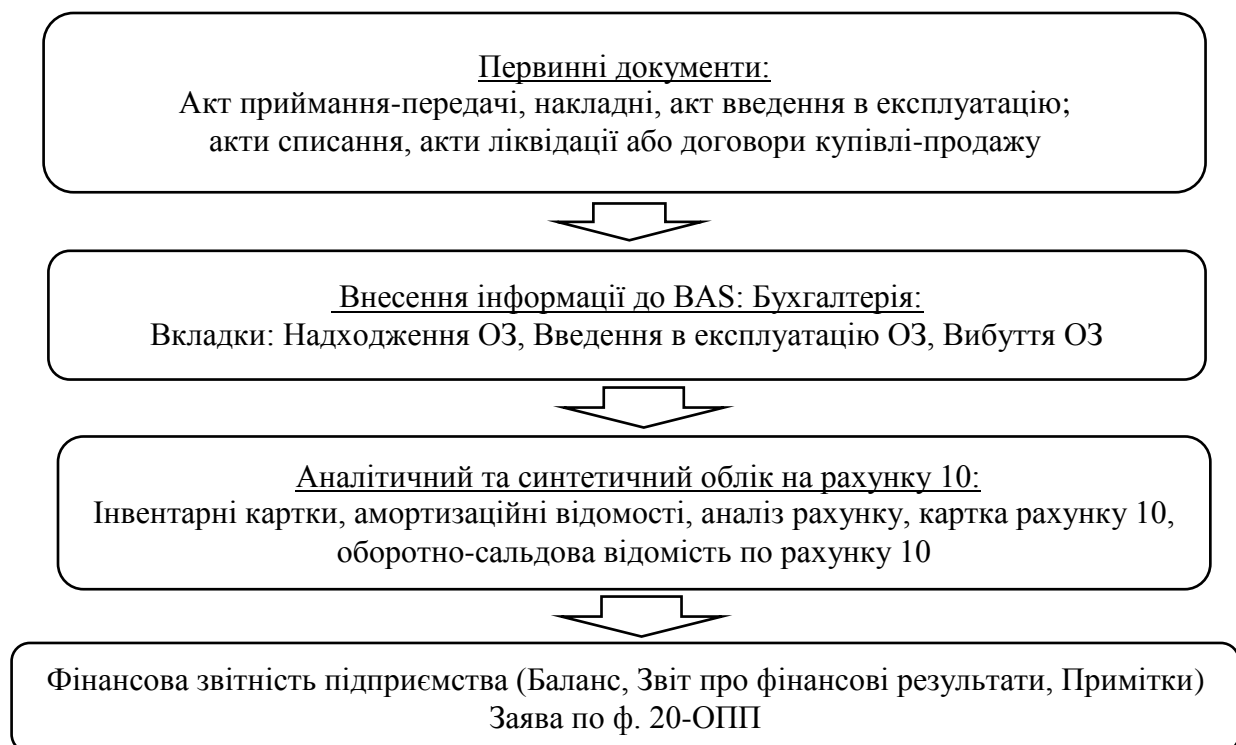 Первинні документи:
Акт приймання-передачі, накладні, акт введення в експлуатацію;
акти списання, акти ліквідації або договори купівлі-продажу
Внесення інформації до BAS: Бухгалтерія:
Вкладки: Надходження ОЗ, Введення в експлуатацію ОЗ, Вибуття ОЗ
Аналітичний та синтетичний облік на рахунку 10:
Інвентарні картки, амортизаційні відомості, аналіз рахунку, картка рахунку 10,
оборотно-сальдова відомість по рахунку 10
Фінансова звітність підприємства (Баланс, Звіт про фінансові результати, Примітки)
Заява по ф. 20-ОПП